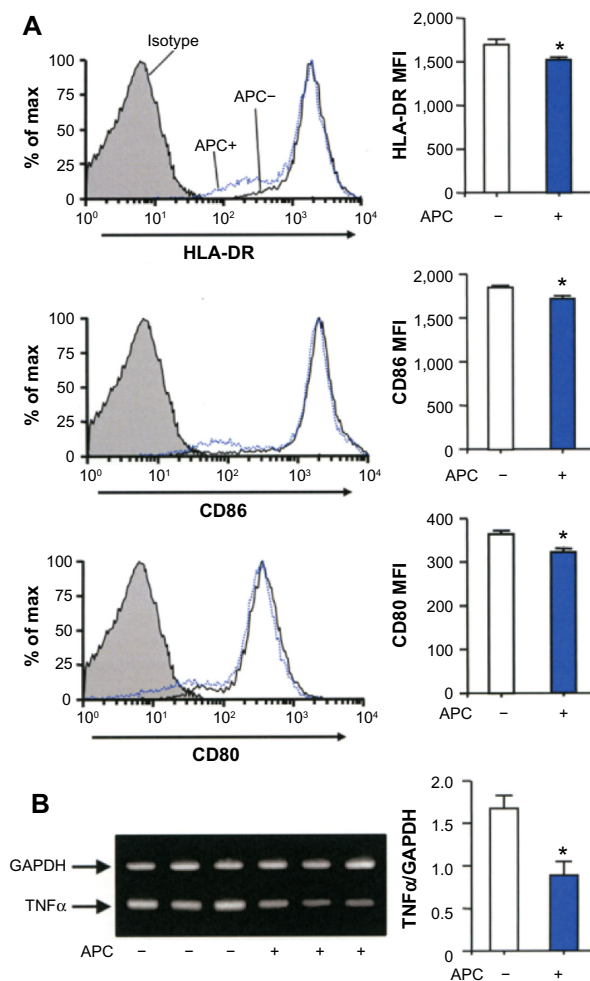 A
Isotype
APC−
APC+
% of max
100
75
50
25
0
10⁰ 10¹ 10² 10³ 10⁴
HLA-DR
HLA-DR MFI
2,000
1,500
1,000
500
0
*
APC − +
% of max
100
75
50
25
0
10⁰ 10¹ 10² 10³ 10⁴
CD86
CD86 MFI
2,000
1,500
1,000
500
0
*
APC − +
% of max
100
75
50
25
0
10⁰ 10¹ 10² 10³ 10⁴
CD80
CD80 MFI
400
300
200
100
0
*
APC − +
B
GAPDH
TNFα
APC − − − + + +
TNFα/GAPDH
2.0
1.5
1.0
0.5
0
*
APC − +